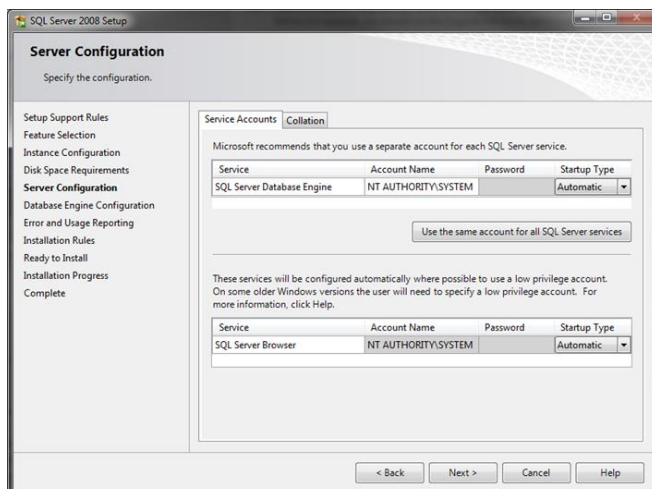 SQL Server 2008 Setup
Server Configuration
Specify the configuration.
Setup Support Rules
Feature Selection
Instance Configuration
Disk Space Requirements
Server Configuration
Database Engine Configuration
Error and Usage Reporting
Installation Rules
Ready to Install
Installation Progress
Complete
Service Accounts Collation
Microsoft recommends that you use a separate account for each SQL Server service.
Service Account Name Password Startup Type
SQL Server Database Engine NT AUTHORITY\SYSTEM Automatic
Use the same account for all SQL Server services
These services will be configured automatically where possible to use a low privilege account.
On some older Windows versions the user will need to specify a low privilege account. For
more information, click Help.
Service Account Name Password Startup Type
SQL Server Browser NT AUTHORITY\SYSTEM Automatic
< Back Next > Cancel Help